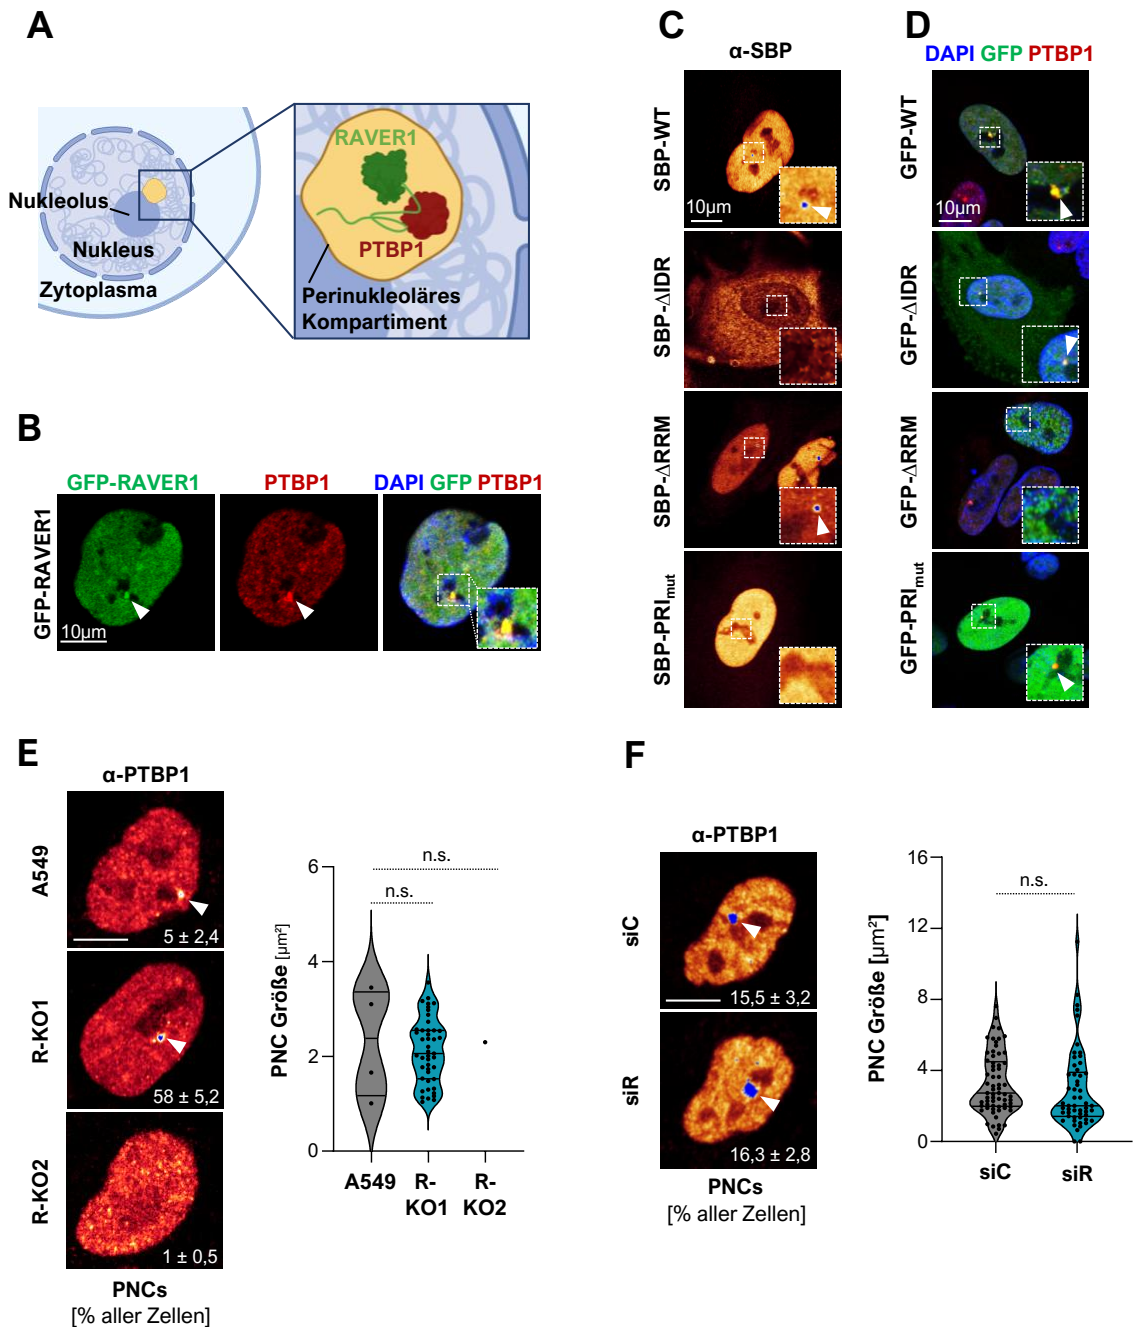 A
RAVER1
PTBP1
Nukleolus
Nukleus
Zytoplasma
Perinukleoläres
Kompartiment
B
GFP-RAVER1
PTBP1
DAPI GFP PTBP1
GFP-RAVER1
10µm
C
α-SBP
SBP-WT
10µm
SBP-ΔIDR
SBP-ΔRRM
SBP-PRImut
D
DAPI GFP PTBP1
GFP-WT
10µm
GFP-ΔIDR
GFP-ΔRRM
GFP-PRImut
E
α-PTBP1
A549
5 ± 2,4
R-KO1
58 ± 5,2
R-KO2
1 ± 0,5
PNCs
[% aller Zellen]
PNC Größe [µm²]
6
4
2
0
n.s.
n.s.
A549
R-
KO1
R-
KO2
F
α-PTBP1
siC
15,5 ± 3,2
siR
16,3 ± 2,8
PNCs
[% aller Zellen]
PNC Größe [µm²]
16
12
8
4
0
n.s.
siC
siR